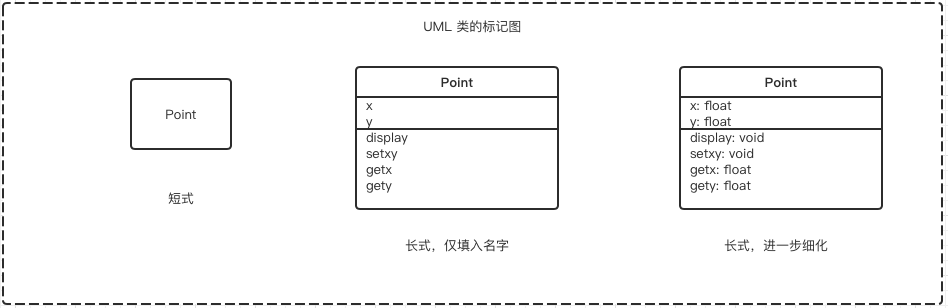 UML 类的标记图
Point
短式
Point
x
y
display
setxy
getx
gety
长式，仅填入名字
Point
x: float
y: float
display: void
setxy: void
getx: float
gety: float
长式，进一步细化